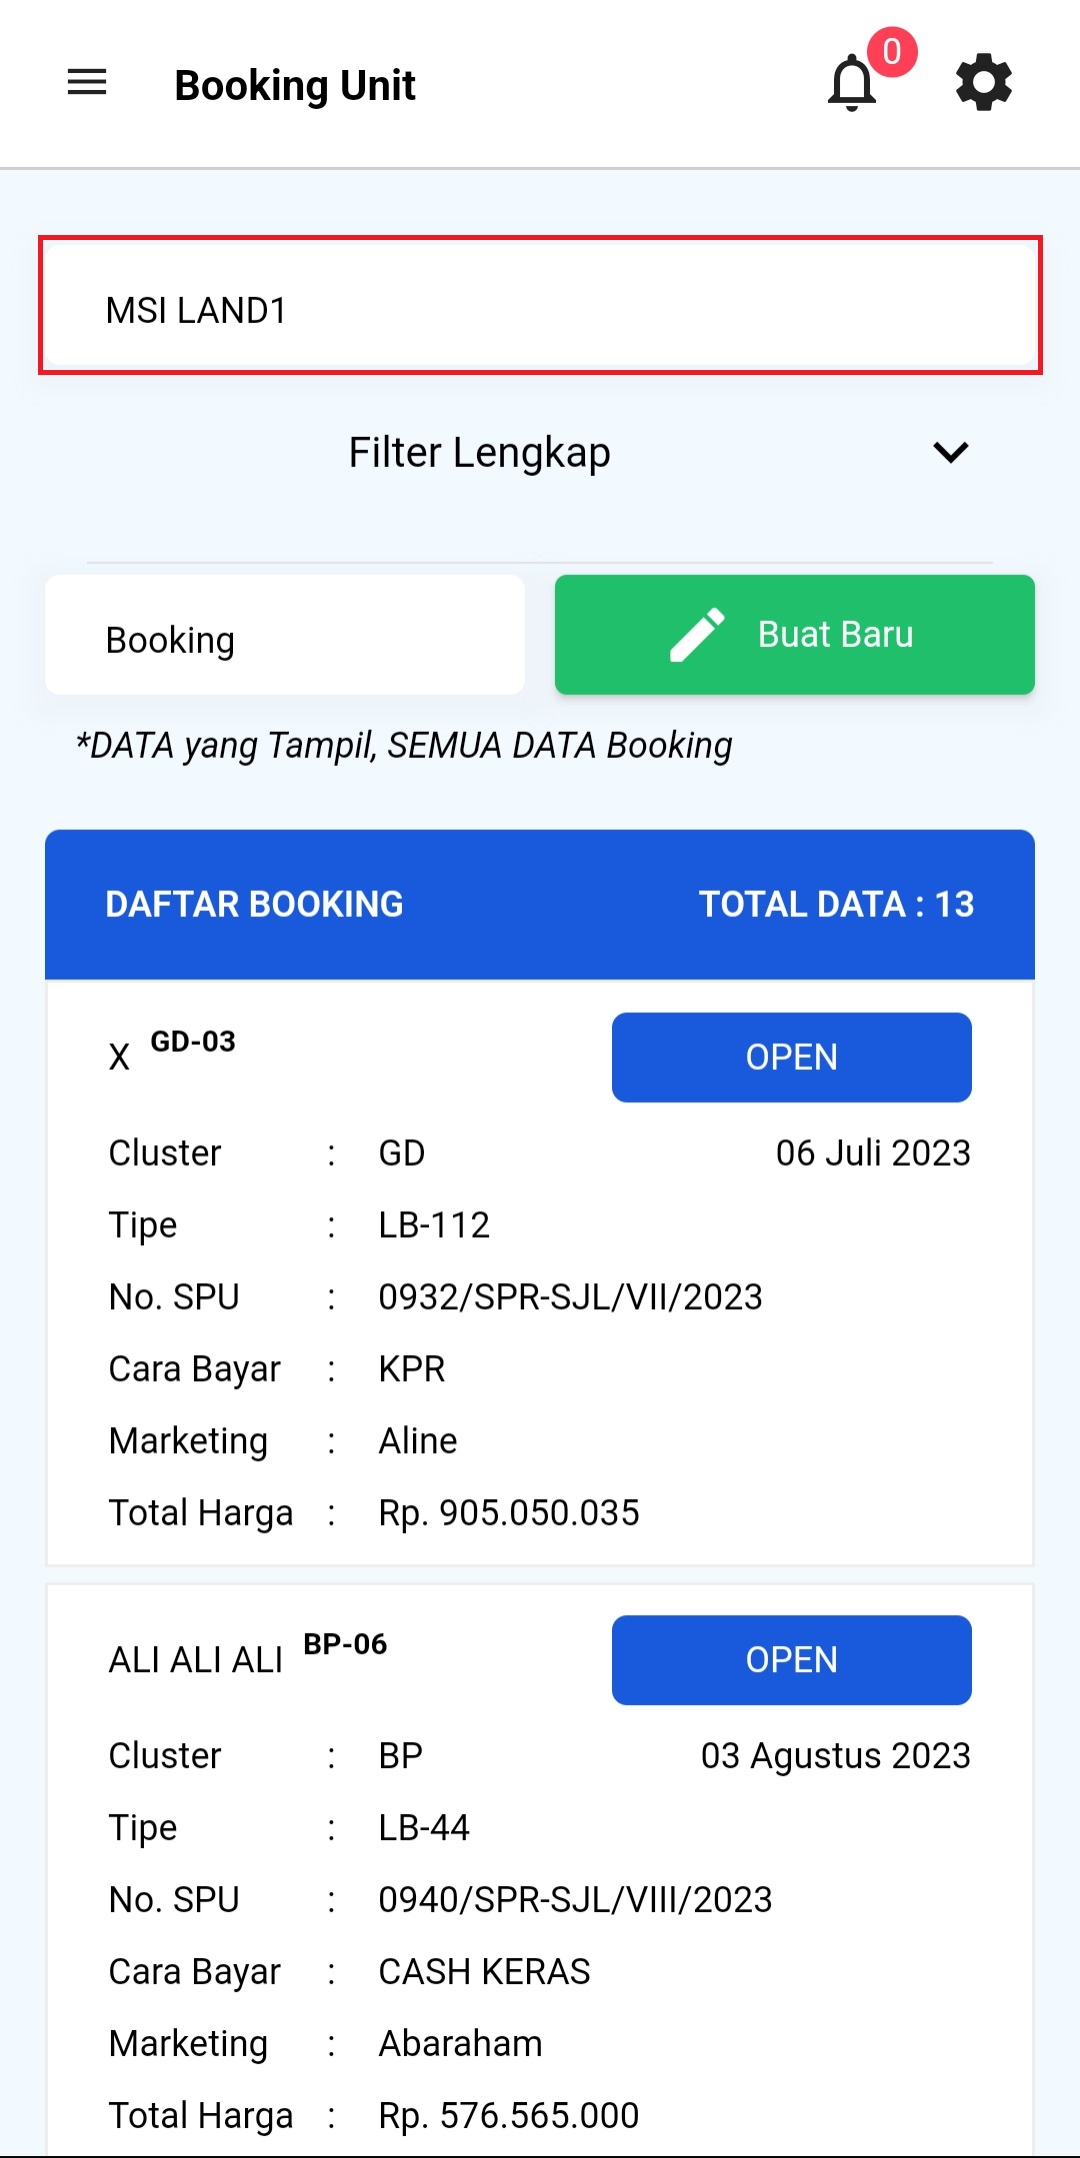 Booking Unit
0
MSI LAND1
Filter Lengkap
Booking
Buat Baru
*DATA yang Tampil, SEMUA DATA Booking
DAFTAR BOOKING TOTAL DATA : 13
X GD-03 OPEN
Cluster : GD 06 Juli 2023
Tipe : LB-112
No. SPU : 0932/SPR-SJL/VII/2023
Cara Bayar : KPR
Marketing : Aline
Total Harga : Rp. 905.050.035
ALI ALI ALI BP-06 OPEN
Cluster : BP 03 Agustus 2023
Tipe : LB-44
No. SPU : 0940/SPR-SJL/VIII/2023
Cara Bayar : CASH KERAS
Marketing : Abaraham
Total Harga : Rp. 576.565.000